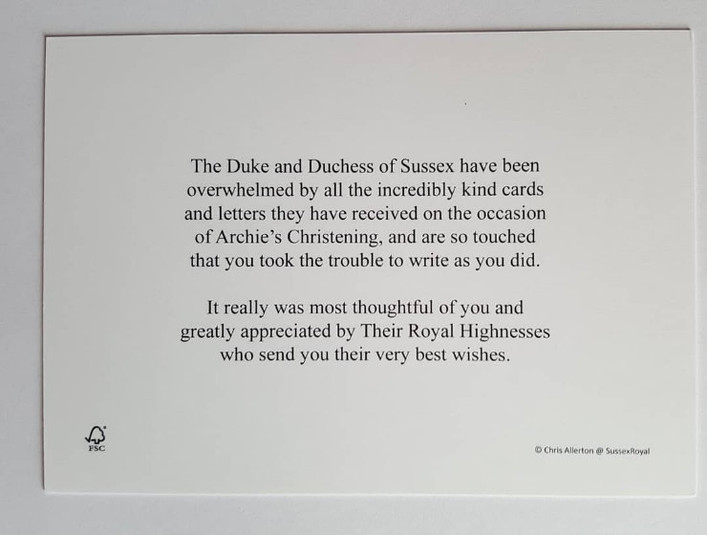 The Duke and Duchess of Sussex have been
overwhelmed by all the incredibly kind cards
and letters they have received on the occasion
of Archie’s Christening, and are so touched
that you took the trouble to write as you did.
It really was most thoughtful of you and
greatly appreciated by Their Royal Highnesses
who send you their very best wishes.
FSC
© Chris Allerton @ SussexRoyal